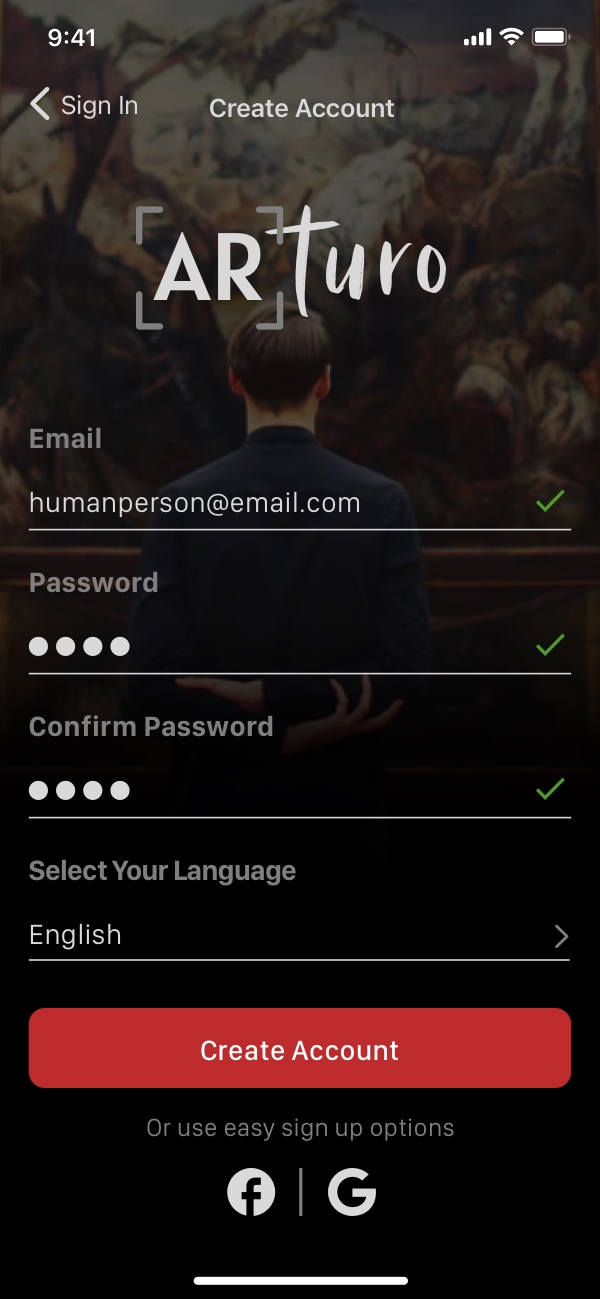 9:41
Sign In
Create Account
ARturo
Email
humanperson@email.com
Password
Confirm Password
Select Your Language
English
Create Account
Or use easy sign up options